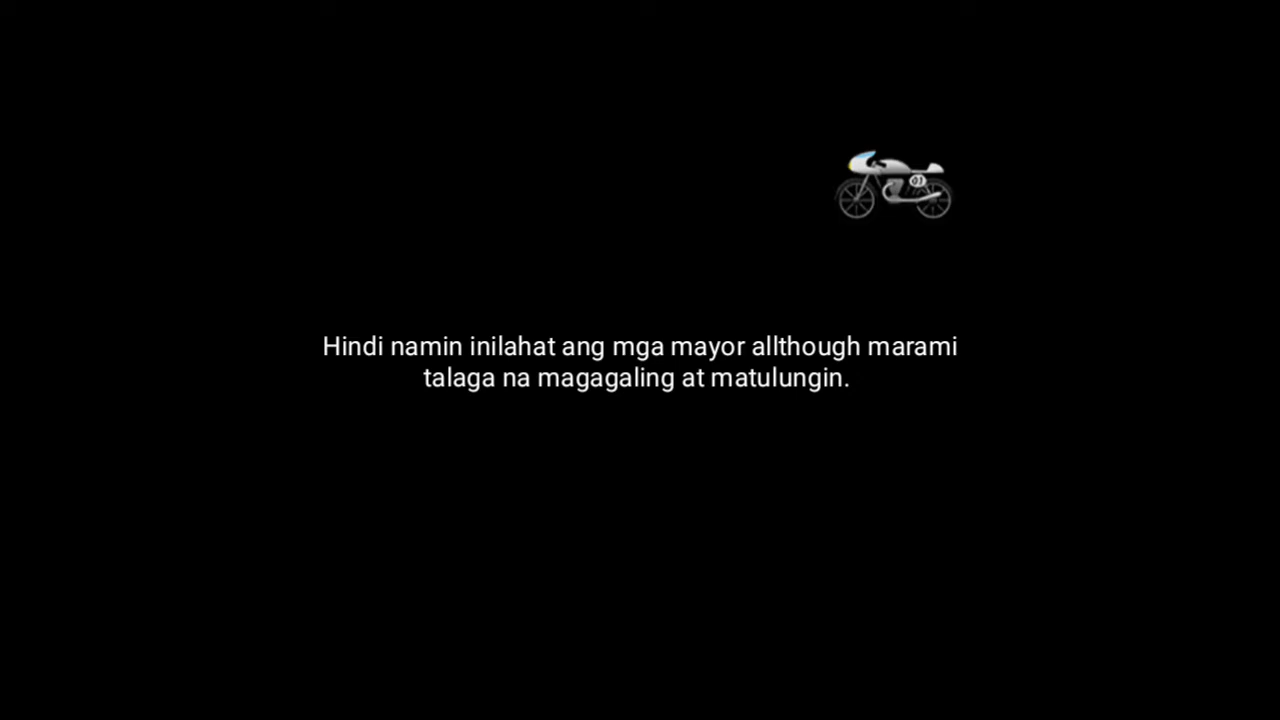 Hindi namin inilahat ang mga mayor allthough marami
talaga na magagaling at matulungin.